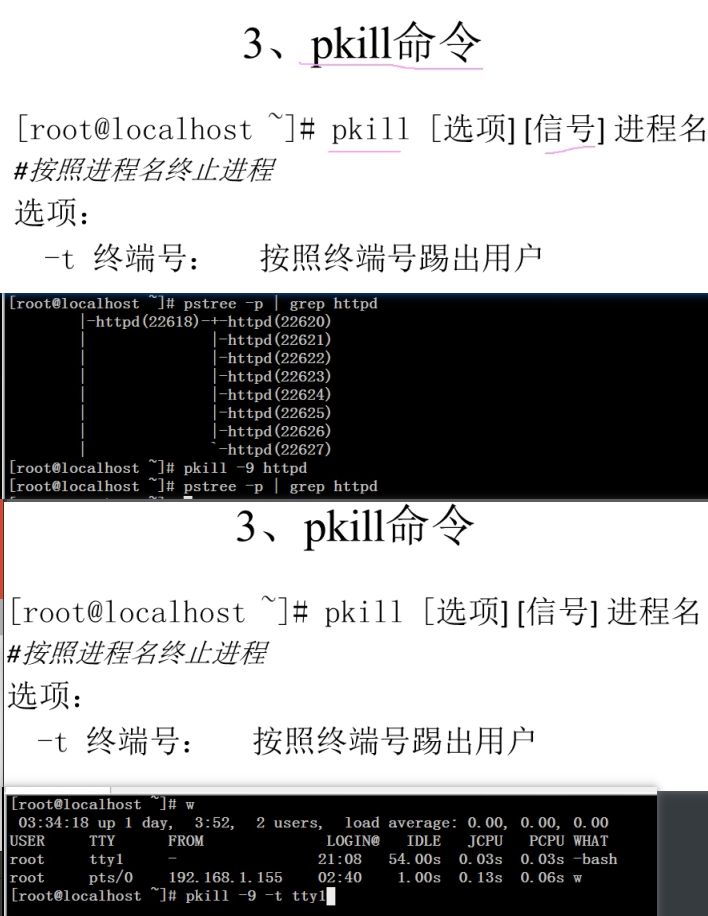 3、pkill命令
[root@localhost ~]# pkill [选项] [信号] 进程名
#按照进程名终止进程
选项：
-t 终端号： 按照终端号踢出用户
[root@localhost ~]# pstree -p | grep httpd
|-httpd(22618)-+-httpd(22620)
| |-httpd(22621)
| |-httpd(22622)
| |-httpd(22623)
| |-httpd(22624)
| |-httpd(22625)
| |-httpd(22626)
| `-httpd(22627)
[root@localhost ~]# pkill -9 httpd
[root@localhost ~]# pstree -p | grep httpd
3、pkill命令
[root@localhost ~]# pkill [选项] [信号] 进程名
#按照进程名终止进程
选项：
-t 终端号： 按照终端号踢出用户
[root@localhost ~]# w
03:34:18 up 1 day, 3:52, 2 users, load average: 0.00, 0.00, 0.00
USER TTY FROM LOGIN@ IDLE JCPU PCPU WHAT
root tty1 - 21:08 54.00s 0.03s 0.03s -bash
root pts/0 192.168.1.155 02:40 1.00s 0.13s 0.06s w
[root@localhost ~]# pkill -9 -t tty1